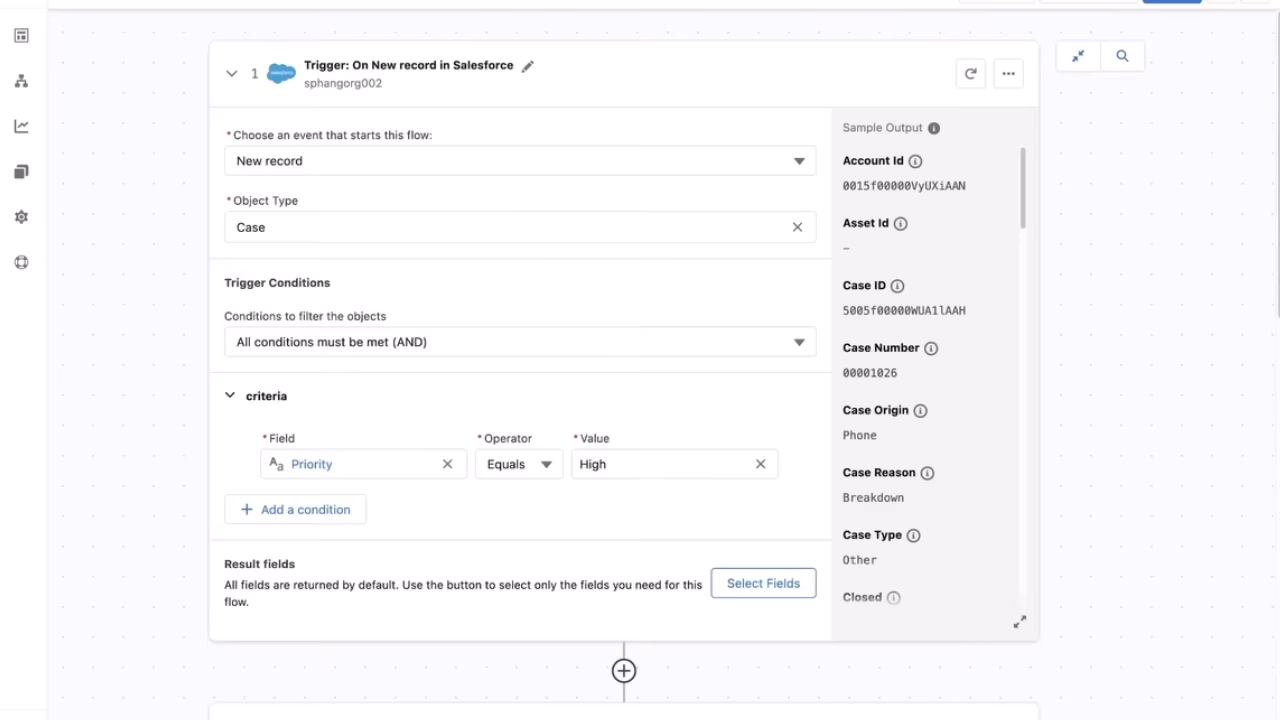 1
Trigger: On New record in Salesforce
sphangorg002
* Choose an event that starts this flow:
New record
* Object Type
Case
Trigger Conditions
Conditions to filter the objects
All conditions must be met (AND)
criteria
* Field
* Operator
* Value
Aa Priority
Equals
High
+ Add a condition
Result fields
All fields are returned by default. Use the button to select only the fields you need for this
flow.
Select Fields
Sample Output
Account Id
0015f00000VyUXiAAN
Asset Id
–
Case ID
5005f00000WUA1lAAH
Case Number
00001026
Case Origin
Phone
Case Reason
Breakdown
Case Type
Other
Closed